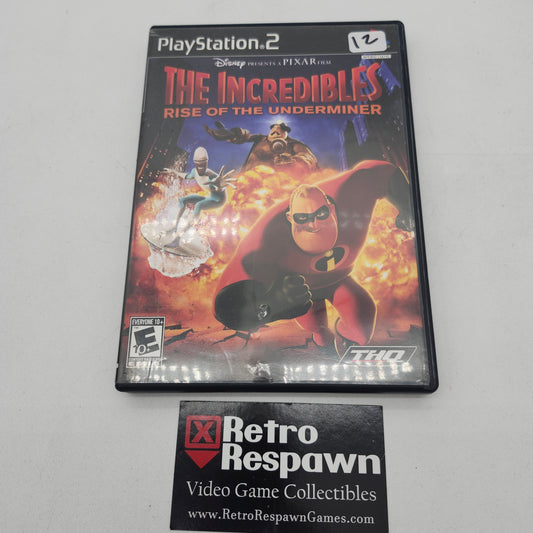 PlayStation®2
12
Disney PRESENTS A PIXAR FILM
THE INCREDIBLES
RISE OF THE UNDERMINER
EVERYONE 10+
E
10+
THQ
X Retro
Respawn
Video Game Collectibles
www.RetroRespawnGames.com